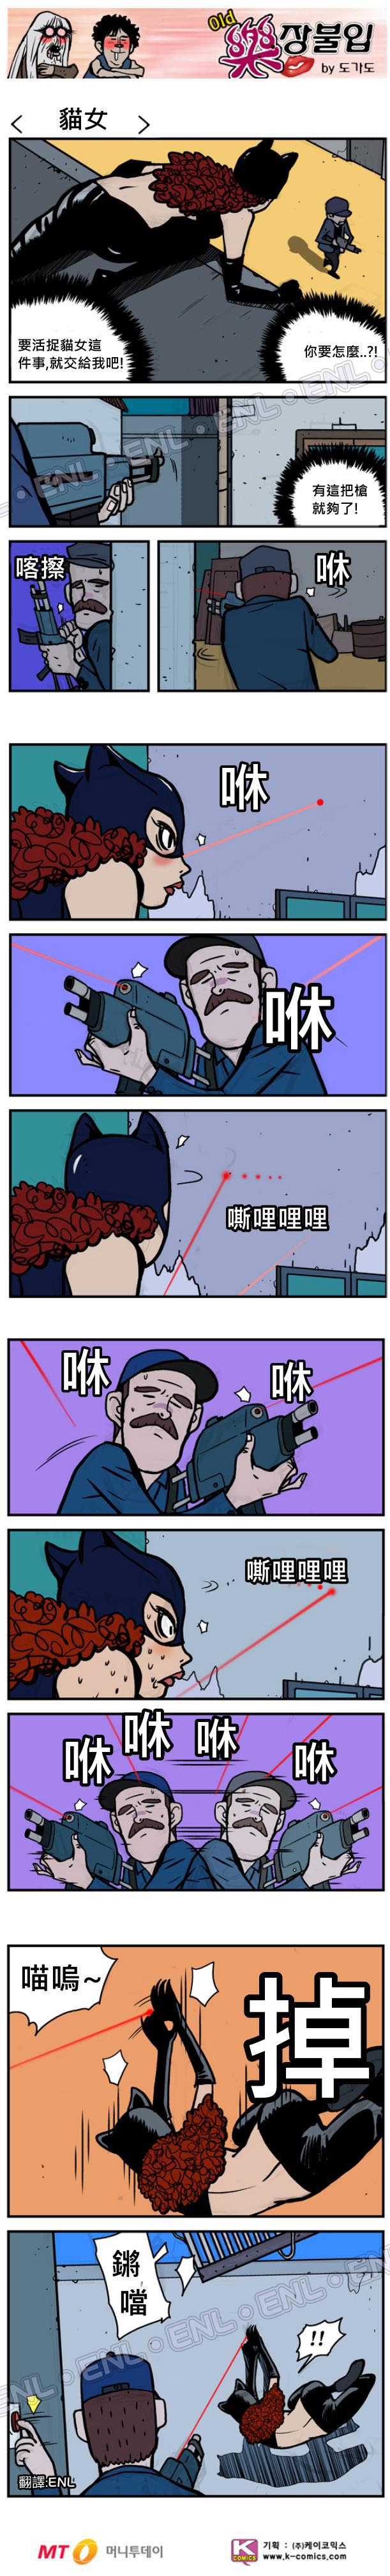 Old
樂장불입
by 도가도
< 貓女 >
要活捉貓女這
件事,就交給我吧!
你要怎麼..?!
ENL
有這把槍
就夠了!
喀擦
咻
咻
咻
嘶哩哩哩
咻
咻
嘶哩哩哩
咻
咻
咻
咻
喵嗚~
掉
鏘
噹
!!
ENL
翻譯:ENL
MTO 머니투데이
K
COMICS
기획 : (주)케이코믹스
www.k-comics.com